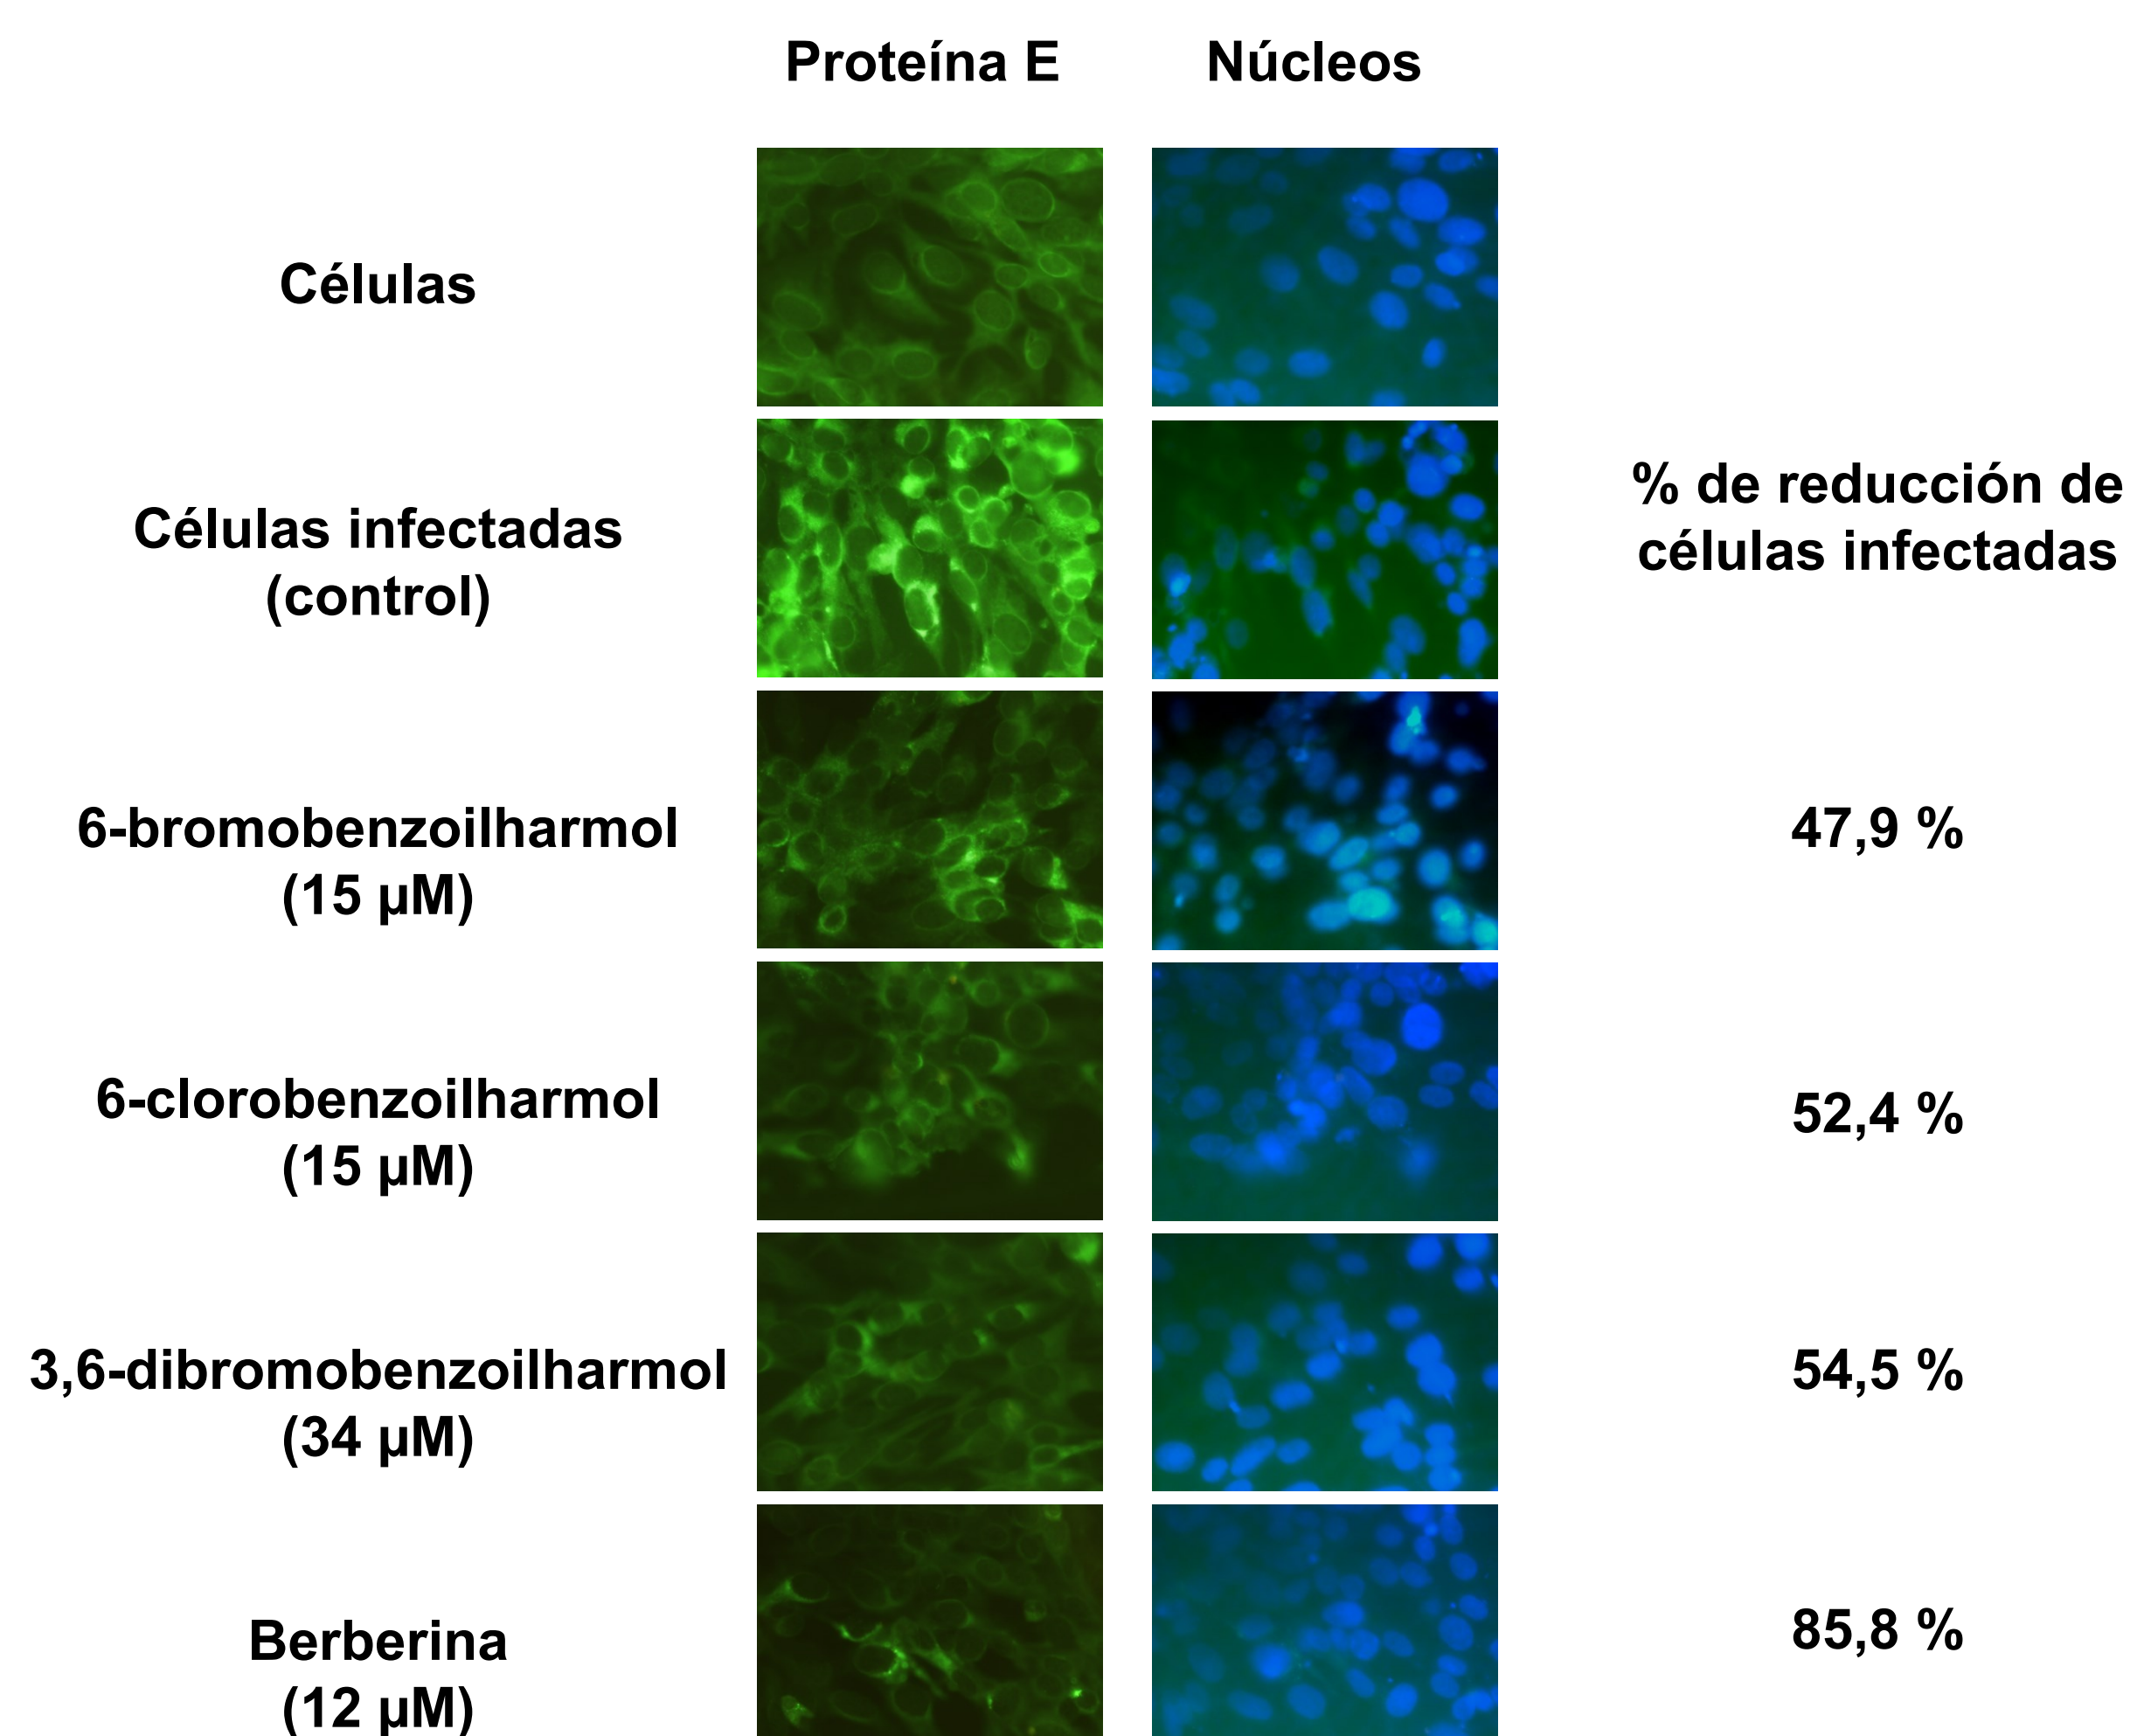 Proteína E Núcleos
Células
Células infectadas
(control)
% de reducción de
células infectadas
6-bromobenzoilharmol
(15 µM)
47,9 %
6-clorobenzoilharmol
(15 µM)
52,4 %
3,6-dibromobenzoilharmol
(34 µM)
54,5 %
Berberina
(12 µM)
85,8 %